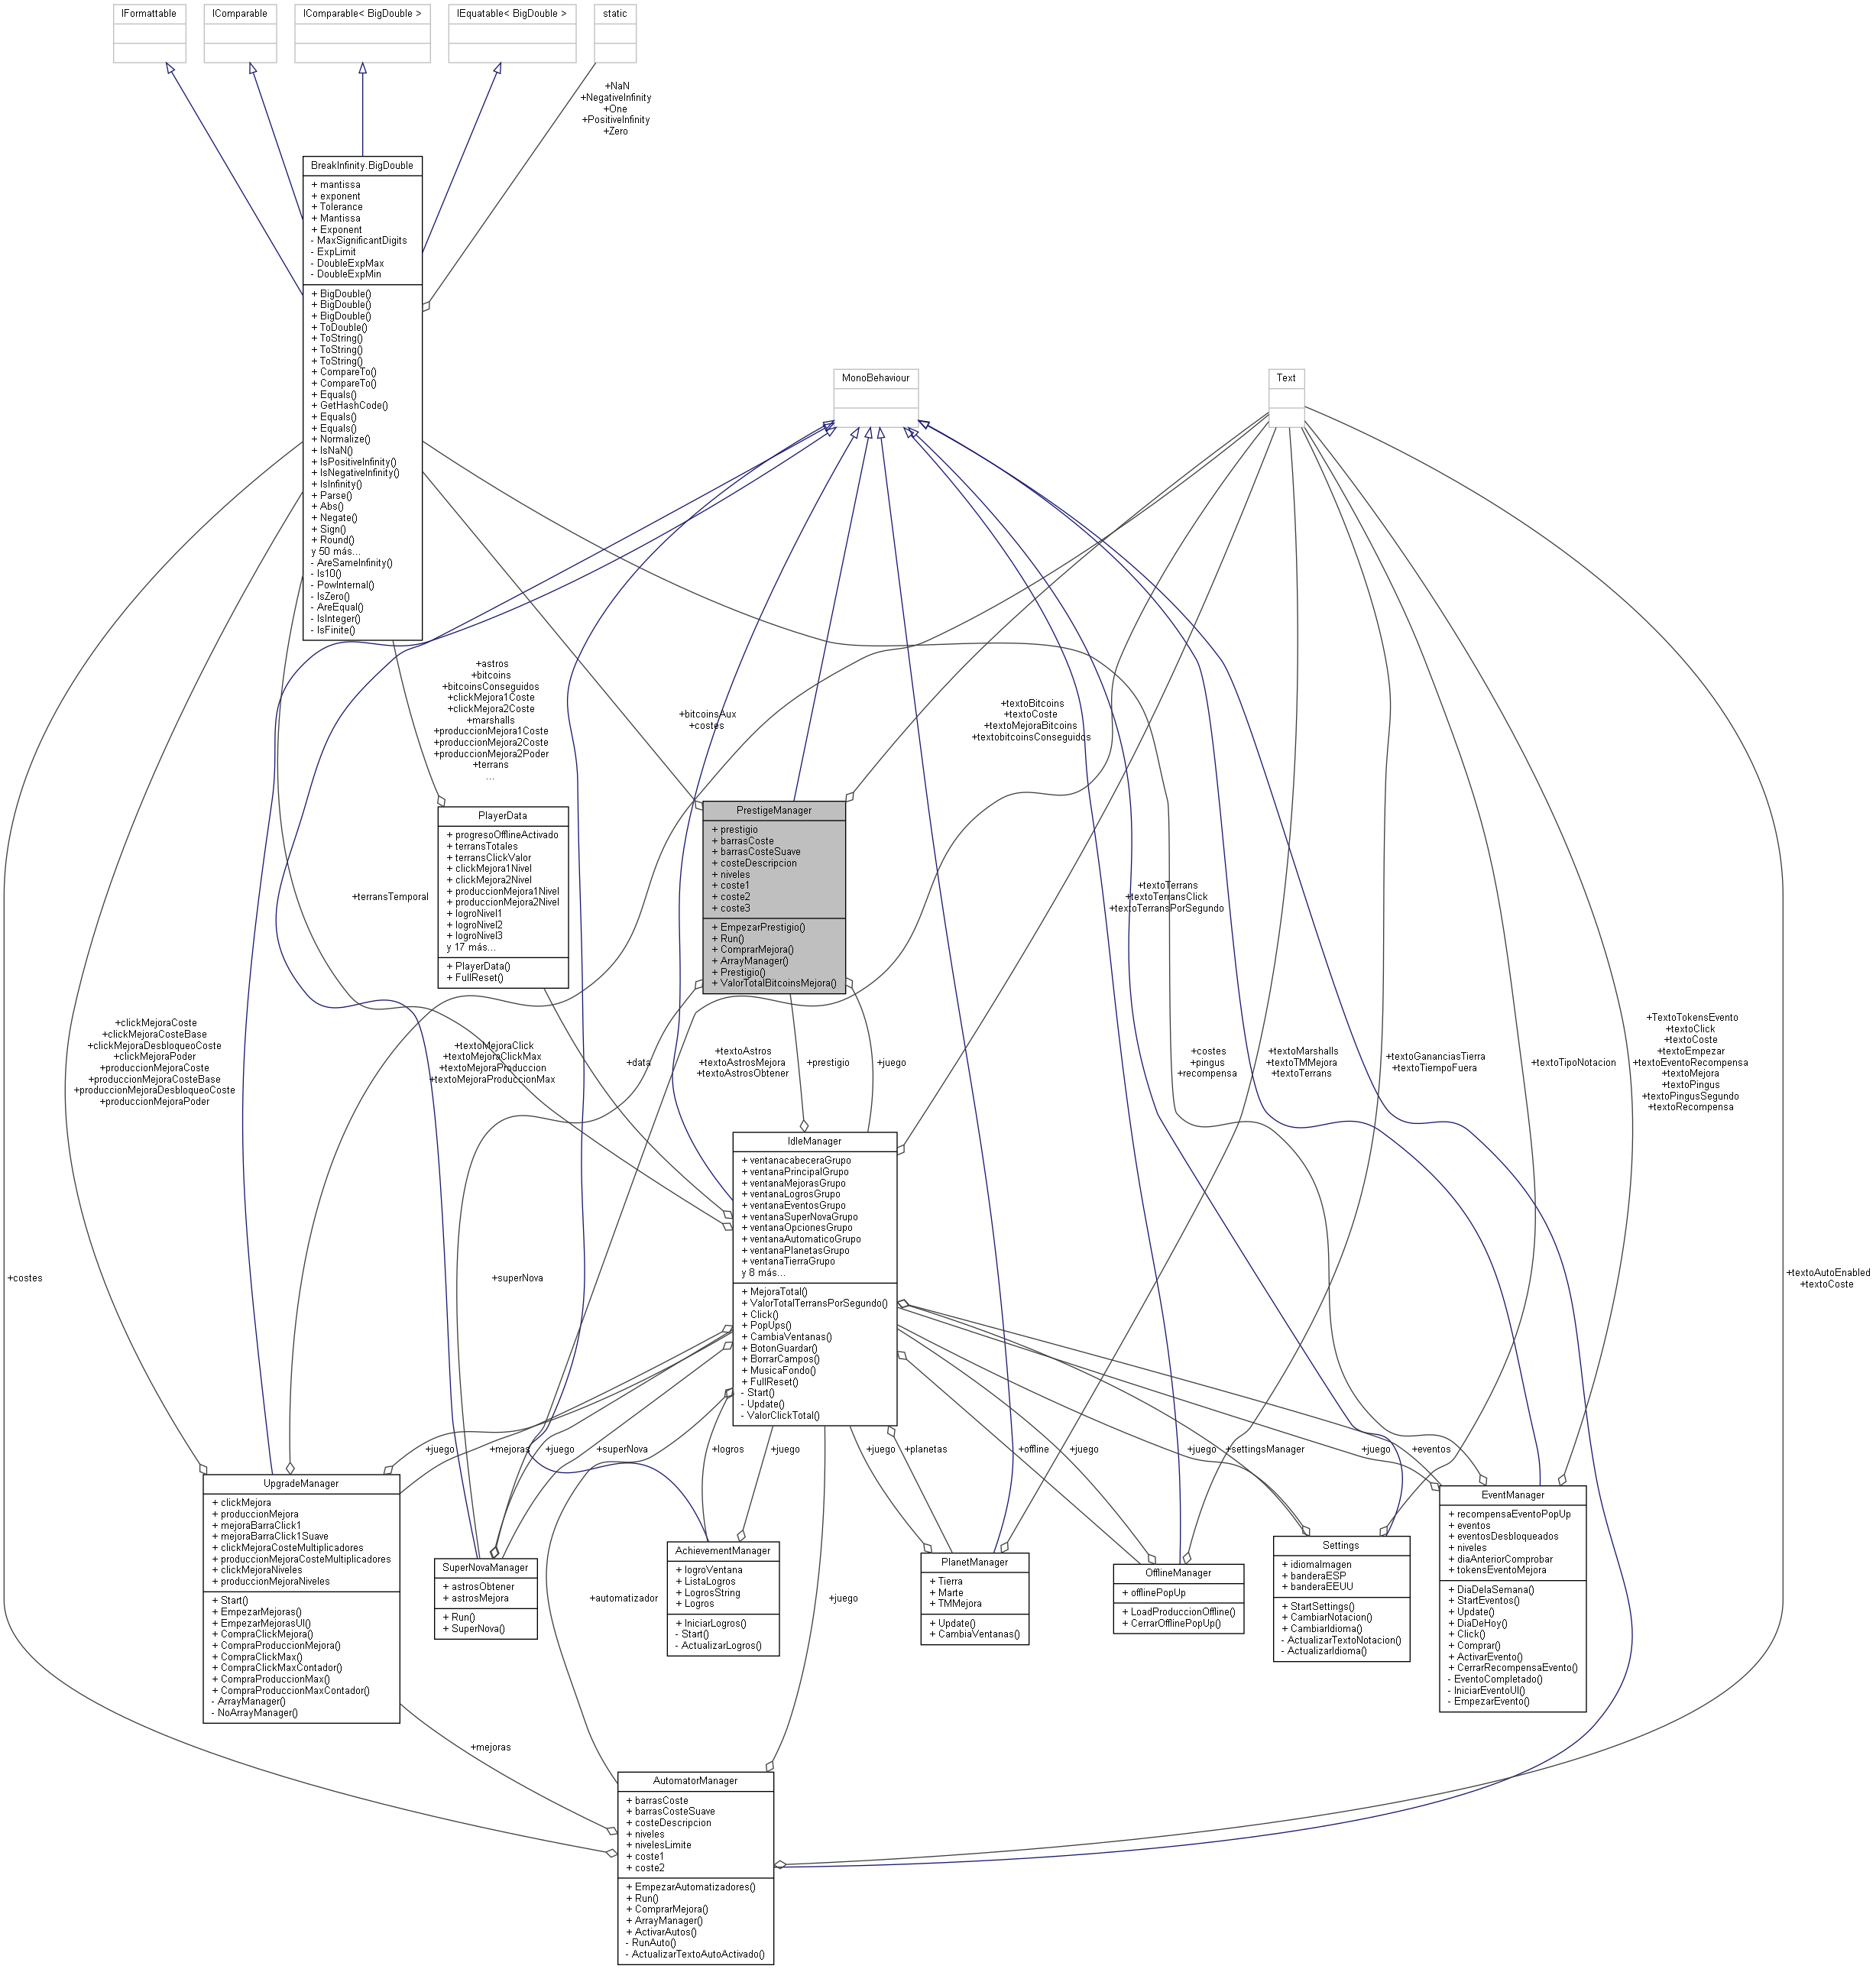 IFormattable
IComparable
IComparable< BigDouble >
IEquatable< BigDouble >
static
+NaN
+NegativeInfinity
+One
+PositiveInfinity
+Zero
BreakInfinity.BigDouble
+ mantissa
+ exponent
+ Tolerance
+ Mantissa
+ Exponent
- MaxSignificantDigits
- ExpLimit
- DoubleExpMax
- DoubleExpMin
+ BigDouble()
+ BigDouble()
+ BigDouble()
+ ToDouble()
+ ToString()
+ ToString()
+ ToString()
+ CompareTo()
+ CompareTo()
+ Equals()
+ GetHashCode()
+ Equals()
+ Equals()
+ Normalize()
+ IsNaN()
+ IsPositiveInfinity()
+ IsNegativeInfinity()
+ IsInfinity()
+ Parse()
+ Abs()
+ Negate()
+ Sign()
+ Round()
y 50 más...
- AreSameInfinity()
- Is10()
- PowInternal()
- IsZero()
- AreEqual()
- IsInteger()
- IsFinite()
MonoBehaviour
Text
+astros
+bitcoins
+bitcoinsConseguidos
+clickMejora1Coste
+clickMejora2Coste
+marshalls
+produccionMejora1Coste
+produccionMejora2Coste
+produccionMejora2Poder
+terrans
...
+bitcoinsAux
+costes
+textoBitcoins
+textoCoste
+textoMejoraBitcoins
+textobitcoinsConseguidos
PlayerData
+ progresoOfflineActivado
+ terransTotales
+ terransClickValor
+ clickMejora1Nivel
+ clickMejora2Nivel
+ produccionMejora1Nivel
+ produccionMejora2Nivel
+ logroNivel1
+ logroNivel2
+ logroNivel3
y 17 más...
+ PlayerData()
+ FullReset()
PrestigeManager
+ prestigio
+ barrasCoste
+ barrasCosteSuave
+ costeDescripcion
+ niveles
+ coste1
+ coste2
+ coste3
+ EmpezarPrestigio()
+ Run()
+ ComprarMejora()
+ ArrayManager()
+ Prestigio()
+ ValorTotalBitcoinsMejora()
+terransTemporal
+textoTerrans
+textoTerransClick
+textoTerransPorSegundo
+clickMejoraCoste
+clickMejoraCosteBase
+clickMejoraDesbloqueoCoste
+clickMejoraPoder
+produccionMejoraCoste
+produccionMejoraCosteBase
+produccionMejoraDesbloqueoCoste
+produccionMejoraPoder
+textoMejoraClick
+textoMejoraClickMax
+textoMejoraProduccion
+textoMejoraProduccionMax
+data
+textoAstros
+textoAstrosMejora
+textoAstrosObtener
+prestigio
+juego
+costes
+pingus
+recompensa
+textoMarshalls
+textoTMMejora
+textoTerrans
+textoGananciasTierra
+textoTiempoFuera
+textoTipoNotacion
+TextoTokensEvento
+textoClick
+textoCoste
+textoEmpezar
+textoEventoRecompensa
+textoMejora
+textoPingus
+textoPingusSegundo
+textoRecompensa
IdleManager
+ ventanacabeceraGrupo
+ ventanaPrincipalGrupo
+ ventanaMejorasGrupo
+ ventanaLogrosGrupo
+ ventanaEventosGrupo
+ ventanaSuperNovaGrupo
+ ventanaOpcionesGrupo
+ ventanaAutomaticoGrupo
+ ventanaPlanetasGrupo
+ ventanaTierraGrupo
y 8 más...
+ MejoraTotal()
+ ValorTotalTerransPorSegundo()
+ Click()
+ PopUps()
+ CambiaVentanas()
+ BotonGuardar()
+ BorrarCampos()
+ MusicaFondo()
+ FullReset()
- Start()
- Update()
- ValorClickTotal()
+costes
+superNova
+textoAutoEnabled
+textoCoste
+juego
+mejoras
+juego
+superNova
+logros
+juego
+juego
+planetas
+offline
+juego
+juego
+settingsManager
+juego
+eventos
UpgradeManager
+ clickMejora
+ produccionMejora
+ mejoraBarraClick1
+ mejoraBarraClick1Suave
+ clickMejoraCosteMultiplicadores
+ produccionMejoraCosteMultiplicadores
+ clickMejoraNiveles
+ produccionMejoraNiveles
+ Start()
+ EmpezarMejoras()
+ EmpezarMejorasUI()
+ CompraClickMejora()
+ CompraProduccionMejora()
+ CompraClickMax()
+ CompraClickMaxContador()
+ CompraProduccionMax()
+ CompraProduccionMaxContador()
- ArrayManager()
- NoArrayManager()
SuperNovaManager
+ astrosObtener
+ astrosMejora
+ Run()
+ SuperNova()
AchievementManager
+ logroVentana
+ ListaLogros
+ LogrosString
+ Logros
+ IniciarLogros()
- Start()
- ActualizarLogros()
PlanetManager
+ Tierra
+ Marte
+ TMMejora
+ Update()
+ CambiaVentanas()
OfflineManager
+ offlinePopUp
+ LoadProduccionOffline()
+ CerrarOfflinePopUp()
Settings
+ idiomaImagen
+ banderaESP
+ banderaEEUU
+ StartSettings()
+ CambiarNotacion()
+ CambiarIdioma()
- ActualizarTextoNotacion()
- ActualizarIdioma()
EventManager
+ recompensaEventoPopUp
+ eventos
+ eventosDesbloqueados
+ niveles
+ diaAnteriorComprobar
+ tokensEventoMejora
+ DiaDelaSemana()
+ StartEventos()
+ Update()
+ DiaDeHoy()
+ Click()
+ Comprar()
+ ActivarEvento()
+ CerrarRecompensaEvento()
- EventoCompletado()
- IniciarEventoUI()
- EmpezarEvento()
+automatizador
+juego
+mejoras
AutomatorManager
+ barrasCoste
+ barrasCosteSuave
+ costeDescripcion
+ niveles
+ nivelesLimite
+ coste1
+ coste2
+ EmpezarAutomatizadores()
+ Run()
+ ComprarMejora()
+ ArrayManager()
+ ActivarAutos()
- RunAuto()
- ActualizarTextoAutoActivado()